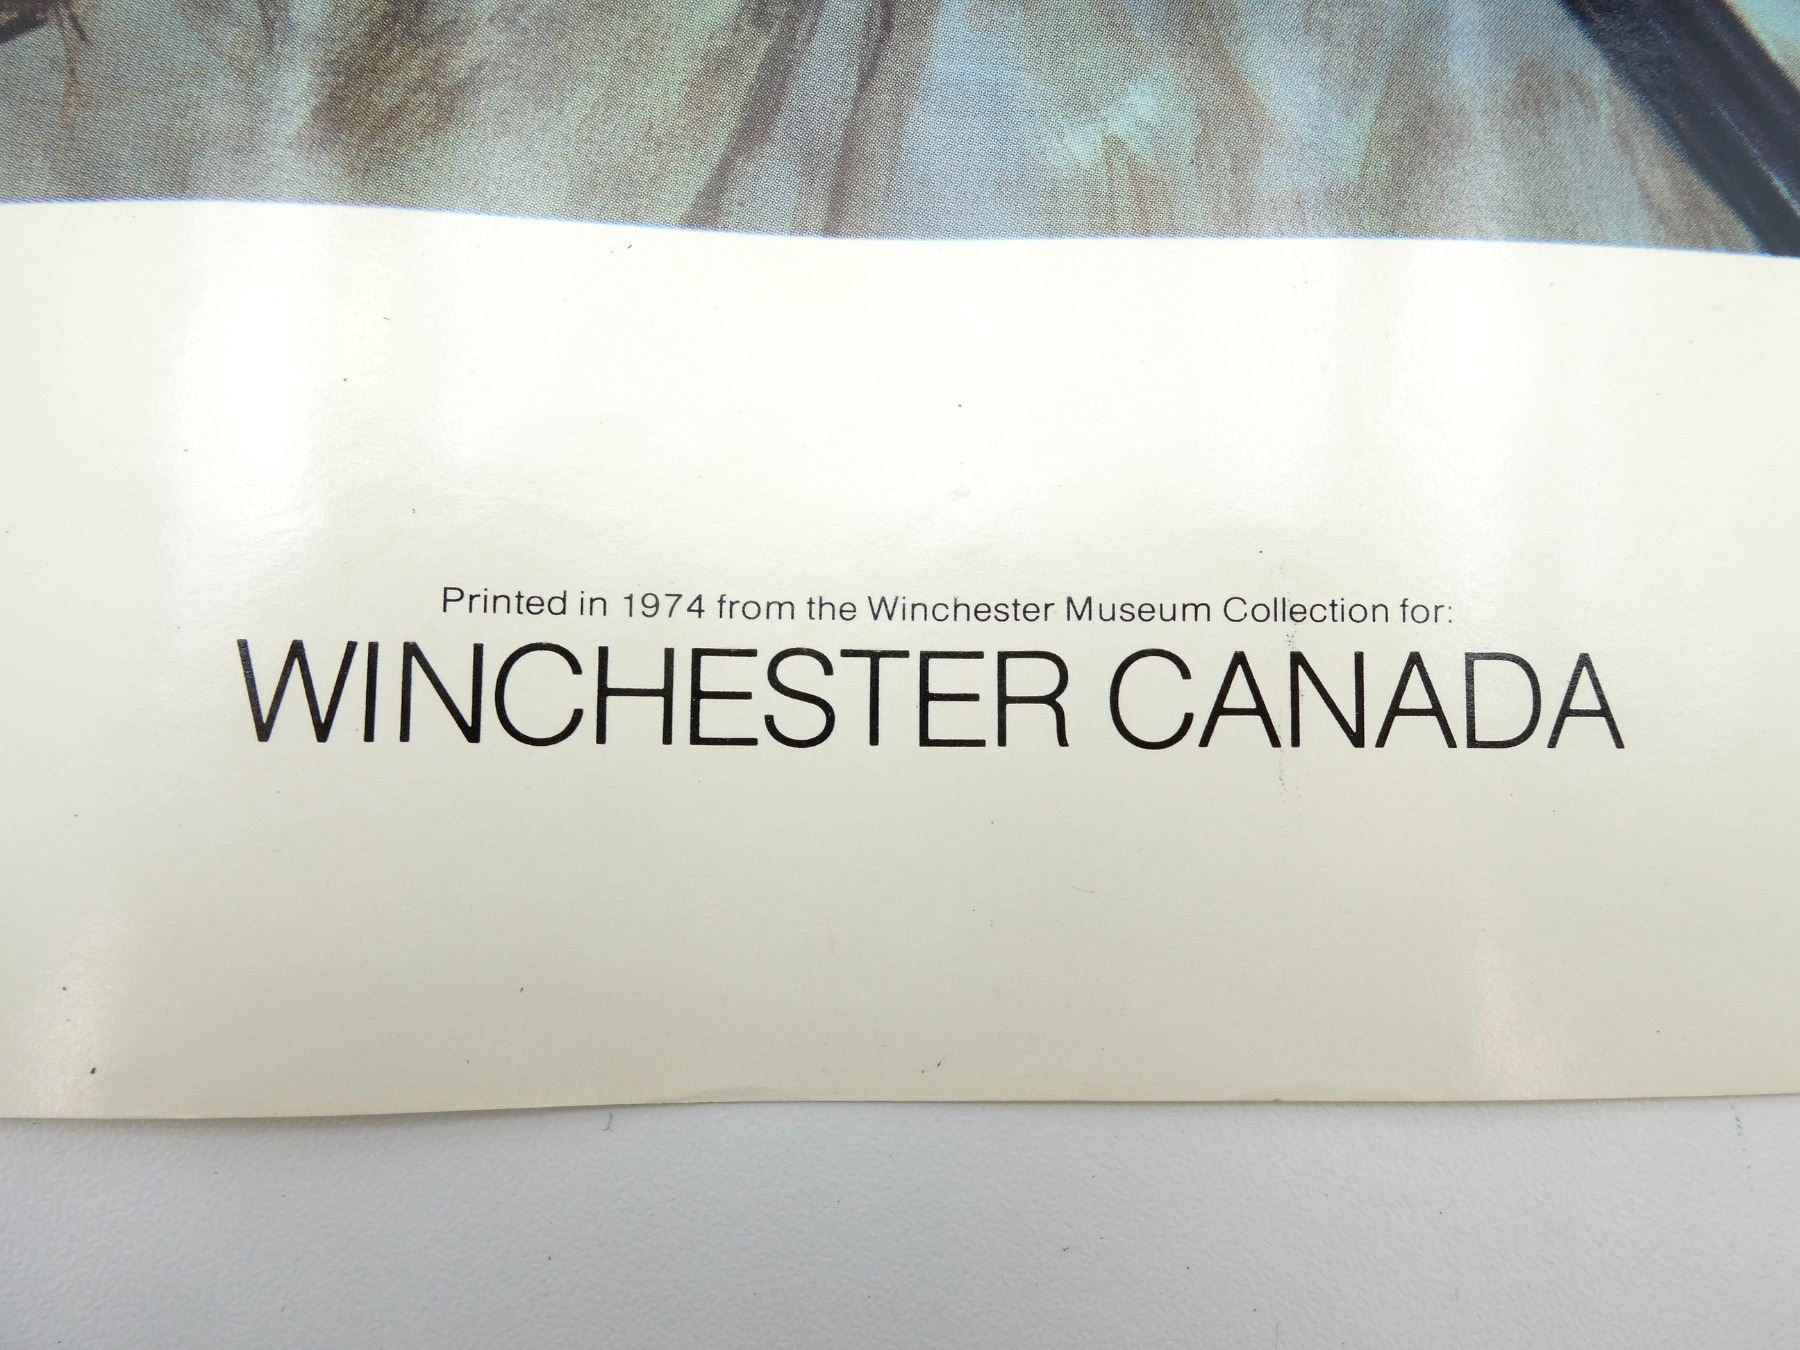 Printed in 1974 from the Winchester Museum Collection for:
WINCHESTER CANADA